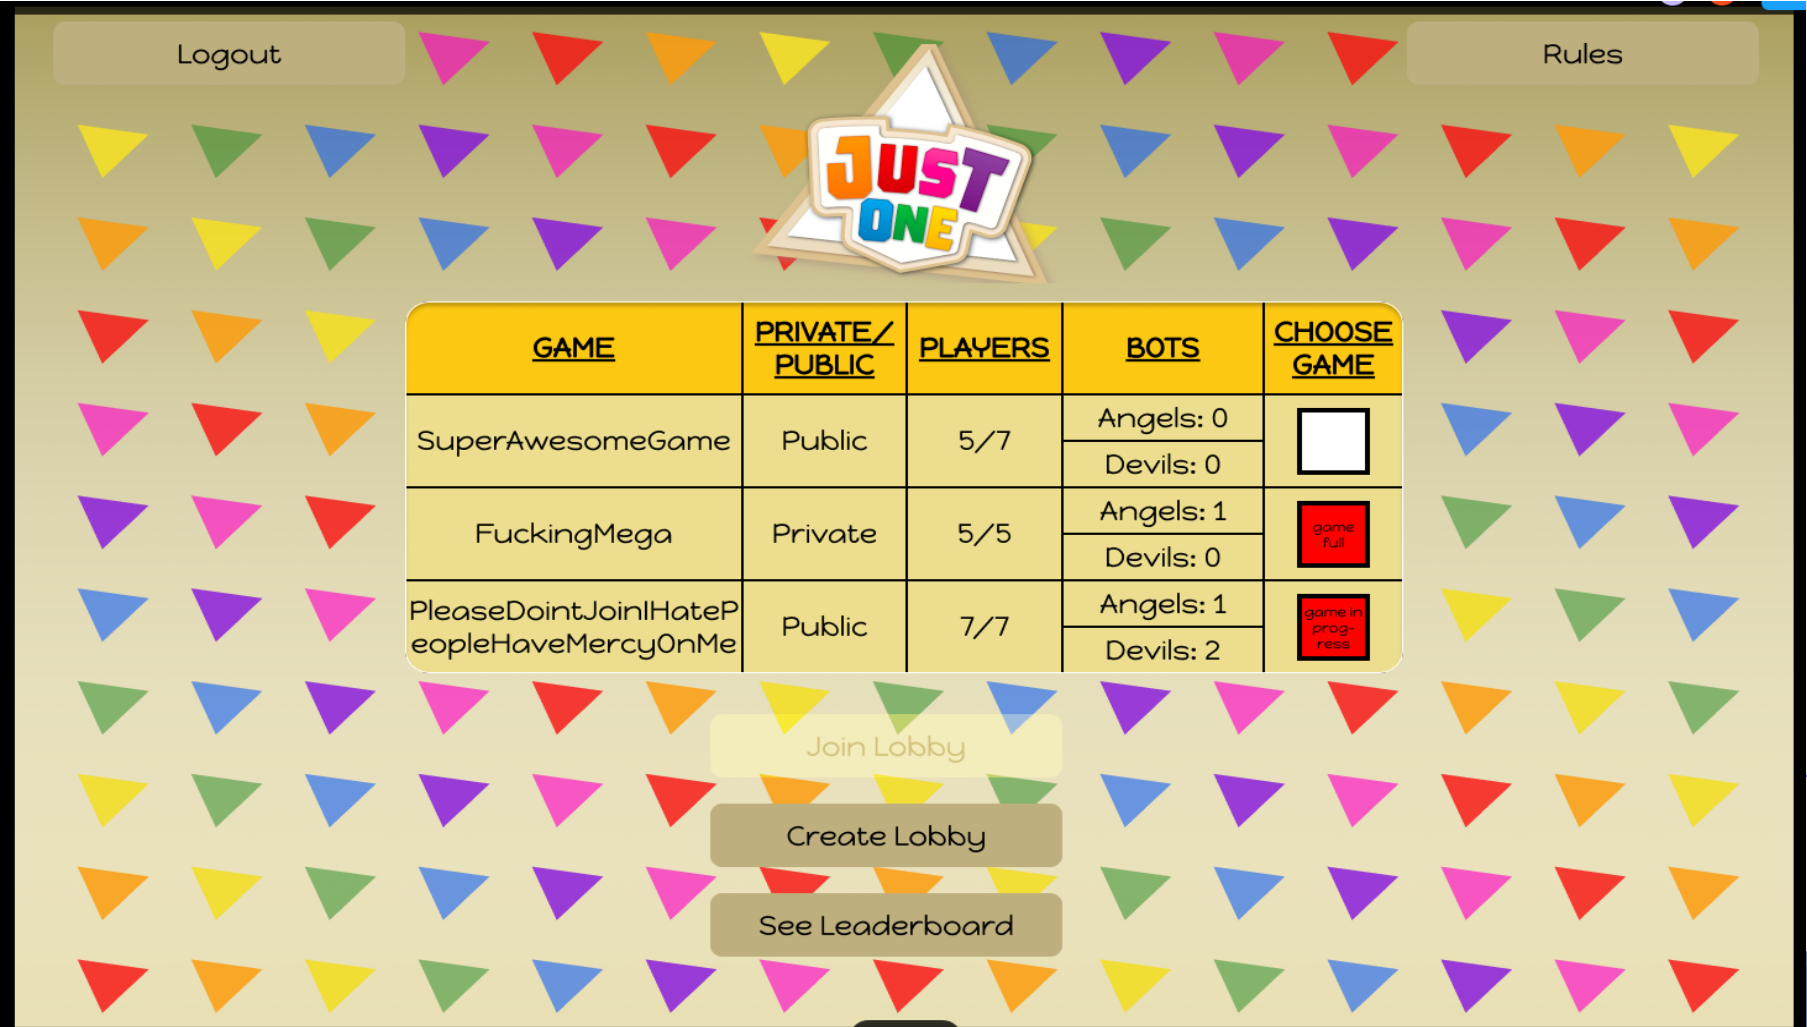 Logout
Rules
JUST
ONE
GAME
PRIVATE/
PUBLIC
PLAYERS
BOTS
CHOOSE
GAME
SuperAwesomeGame
Public
5/7
Angels: 0
Devils: 0
FuckingMega
Private
5/5
Angels: 1
Devils: 0
game
full
PleaseDointJoinIHateP
eopleHaveMercyOnMe
Public
7/7
Angels: 1
Devils: 2
game in
prog-
ress
Join Lobby
Create Lobby
See Leaderboard